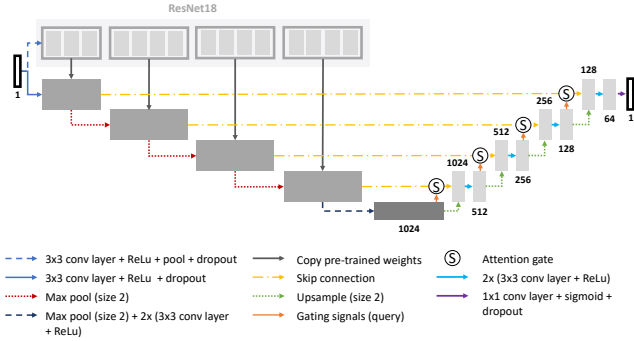 ResNet18
1
128
S
64
1
256
S
128
512
S
256
1024
S
512
1024
3x3 conv layer + ReLu + pool + dropout
3x3 conv layer + ReLu + dropout
Max pool (size 2)
Max pool (size 2) + 2x (3x3 conv layer
+ ReLu)
Copy pre-trained weights
Skip connection
Upsample (size 2)
Gating signals (query)
S Attention gate
2x (3x3 conv layer + ReLu)
1x1 conv layer + sigmoid +
dropout